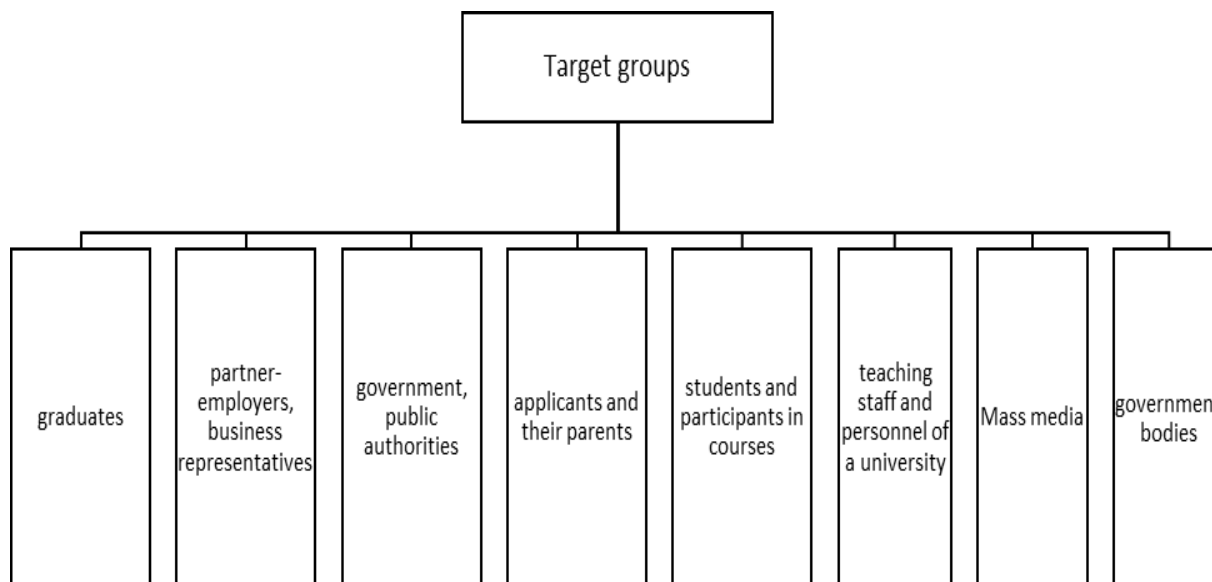 Target groups
graduates
partner-
employers,
business
representatives
government,
public
authorities
applicants and
their parents
students and
participants in
courses
teaching
staff and
personnel of
a university
Mass media
government
bodies